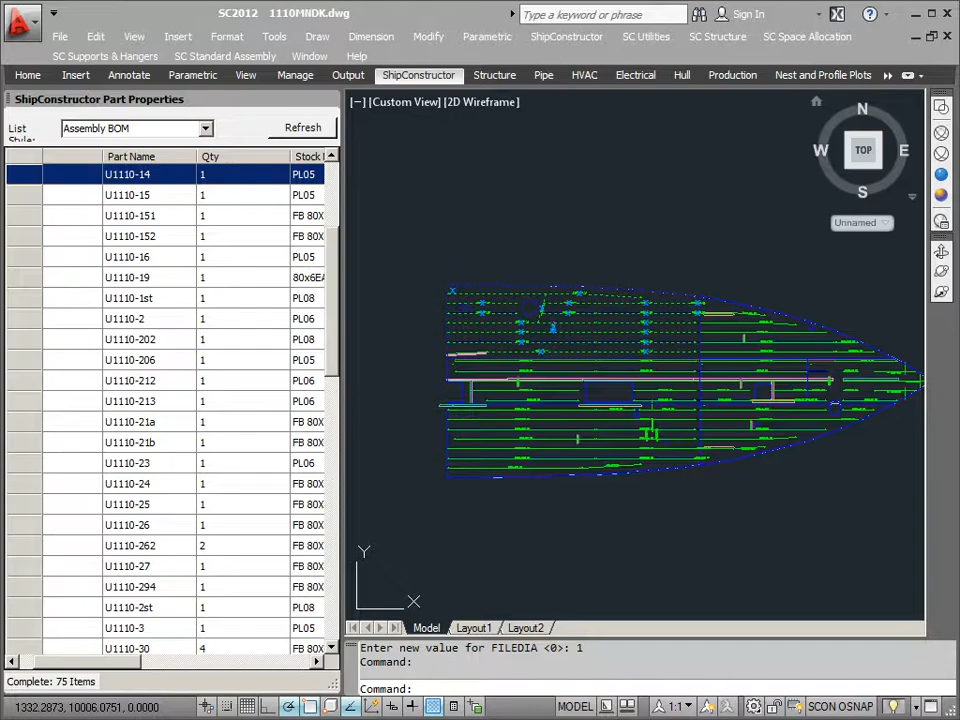 SC2012 1110MNDK.dwg
Type a keyword or phrase
Sign In
File Edit View Insert Format Tools Draw Dimension Modify Parametric ShipConstructor SC Utilities SC Structure SC Space Allocation
SC Supports & Hangers SC Standard Assembly Window Help
Home Insert Annotate Parametric View Manage Output ShipConstructor Structure Pipe HVAC Electrical Hull Production Nest and Profile Plots
ShipConstructor Part Properties
[−] [Custom View] [2D Wireframe]
List Style:
Assembly BOM
Refresh
Part Name Qty Stock
U1110-14 1 PL05
U1110-15 1 PL05
U1110-151 1 FB 80X
U1110-152 1 FB 80X
U1110-16 1 PL05
U1110-19 1 80x6EA
U1110-1st 1 PL08
U1110-2 1 PL06
U1110-202 1 PL08
U1110-206 1 PL05
U1110-212 1 PL06
U1110-213 1 PL06
U1110-21a 1 FB 80X
U1110-21b 1 FB 80X
U1110-23 1 PL06
U1110-24 1 FB 80X
U1110-25 1 FB 80X
U1110-26 1 FB 80X
U1110-262 2 FB 80X
U1110-27 1 FB 80X
U1110-294 1 FB 80X
U1110-2st 1 PL08
U1110-3 1 PL05
U1110-30 4 FB 80X
N
W TOP E
S
Unnamed
Y
X
Model Layout1 Layout2
Enter new value for FILEDIA <0>: 1
Command:
Command:
Complete: 75 Items
1332.2873, 10006.0751, 0.0000
MODEL
1:1
SCON OSNAP